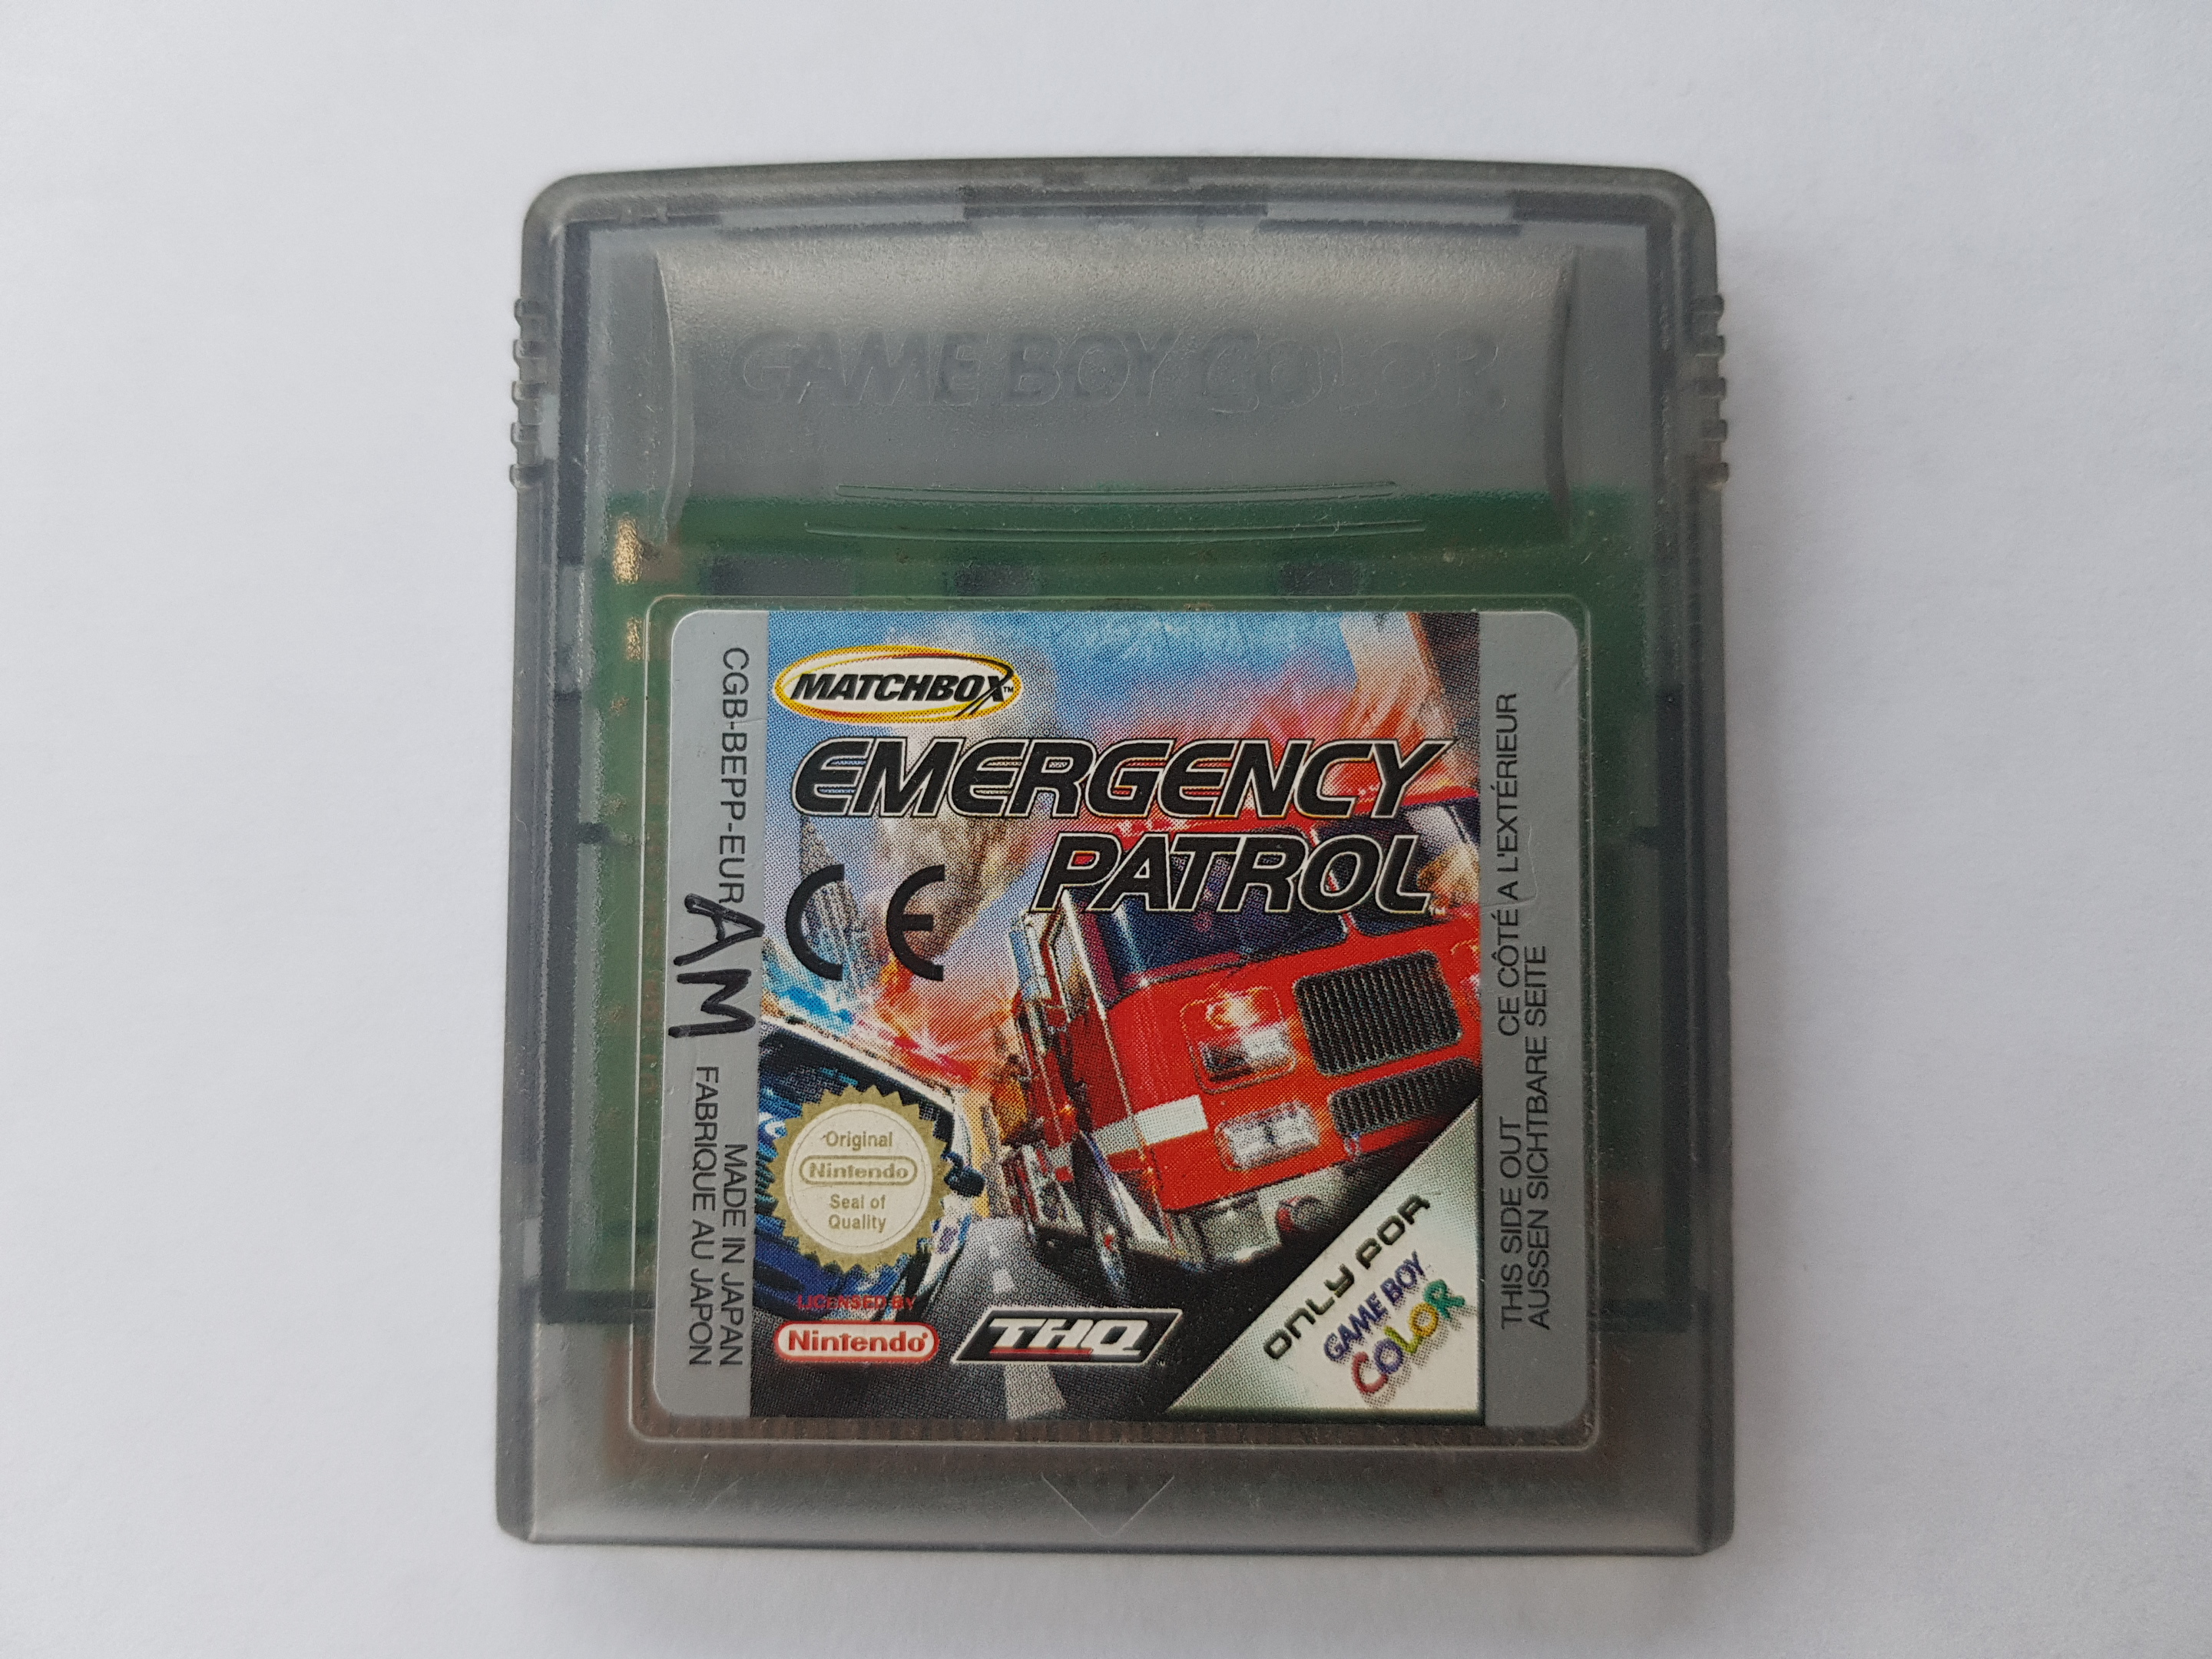 GAME BOY COLOR
MATCHBOX™
EMERGENCY
PATROL™
CE
Original
Nintendo
Seal of
Quality
LICENSED BY
Nintendo®
THQ
ONLY FOR
GAME BOY
COLOR
CGB-BEPP-EUR
AM
MADE IN JAPAN
FABRIQUE AU JAPON
THIS SIDE OUT CE CÔTÉ A L'EXTÉRIEUR
AUSSEN SICHTBARE SEITE